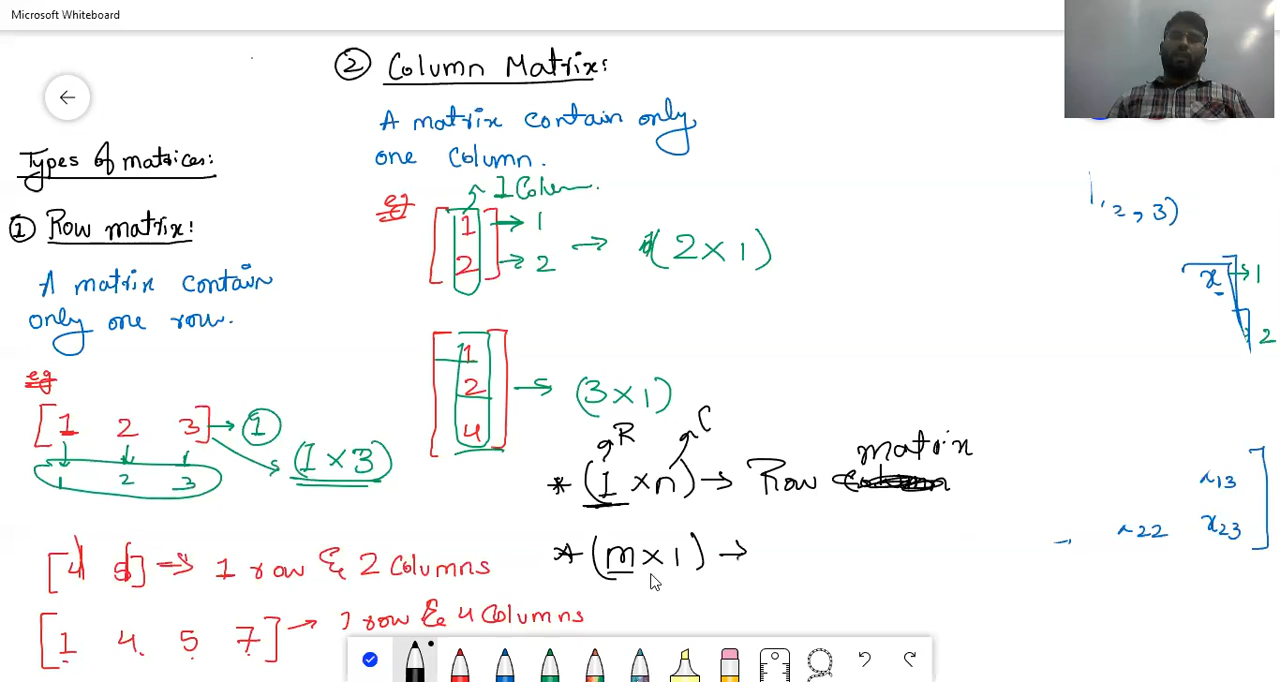 Microsoft Whiteboard
Types of matrices:
① Row matrix:
A matrix contain
only one row.
eg
[1 2 3] → ①
1 2 3
(1 × 3)
→ 1 row & 2 Columns
[1 4 5 7] → 1 row & 4 Columns
② Column Matrix:
A matrix contain only
one Column.
eg
1 Column.
1 → 1
2 → 2
→ (2 × 1)
1
2
4
→ (3 × 1)
R C
* (1 × n) → Row matrix
* (m × 1) →
1, 2, 3)
x → 1
2
x22 x23